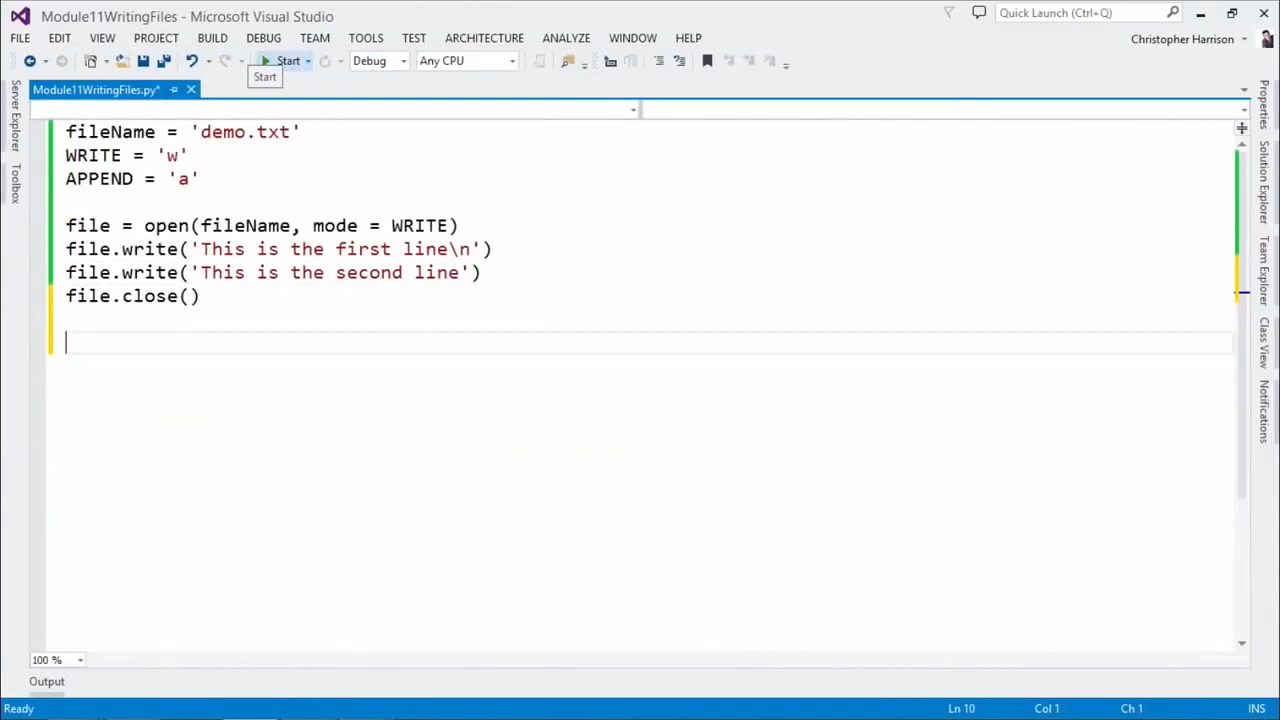 Module11WritingFiles - Microsoft Visual Studio
Quick Launch (Ctrl+Q)
FILE EDIT VIEW PROJECT BUILD DEBUG TEAM TOOLS TEST ARCHITECTURE ANALYZE WINDOW HELP
Christopher Harrison
Start Debug Any CPU
Start
Module11WritingFiles.py*
Server Explorer
Toolbox
fileName = 'demo.txt'
WRITE = 'w'
APPEND = 'a'
file = open(fileName, mode = WRITE)
file.write('This is the first line\n')
file.write('This is the second line')
file.close()
Properties
Solution Explorer
Team Explorer
Class View
Notifications
100 %
Output
Ready
Ln 10 Col 1 Ch 1 INS